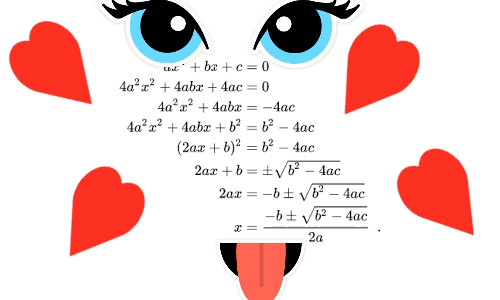 ax² + bx + c = 0
4a²x² + 4abx + 4ac = 0
4a²x² + 4abx = −4ac
4a²x² + 4abx + b² = b² − 4ac
(2ax + b)² = b² − 4ac
2ax + b = ±√(b² − 4ac)
2ax = −b ± √(b² − 4ac)
x = (−b ± √(b² − 4ac)) / 2a .